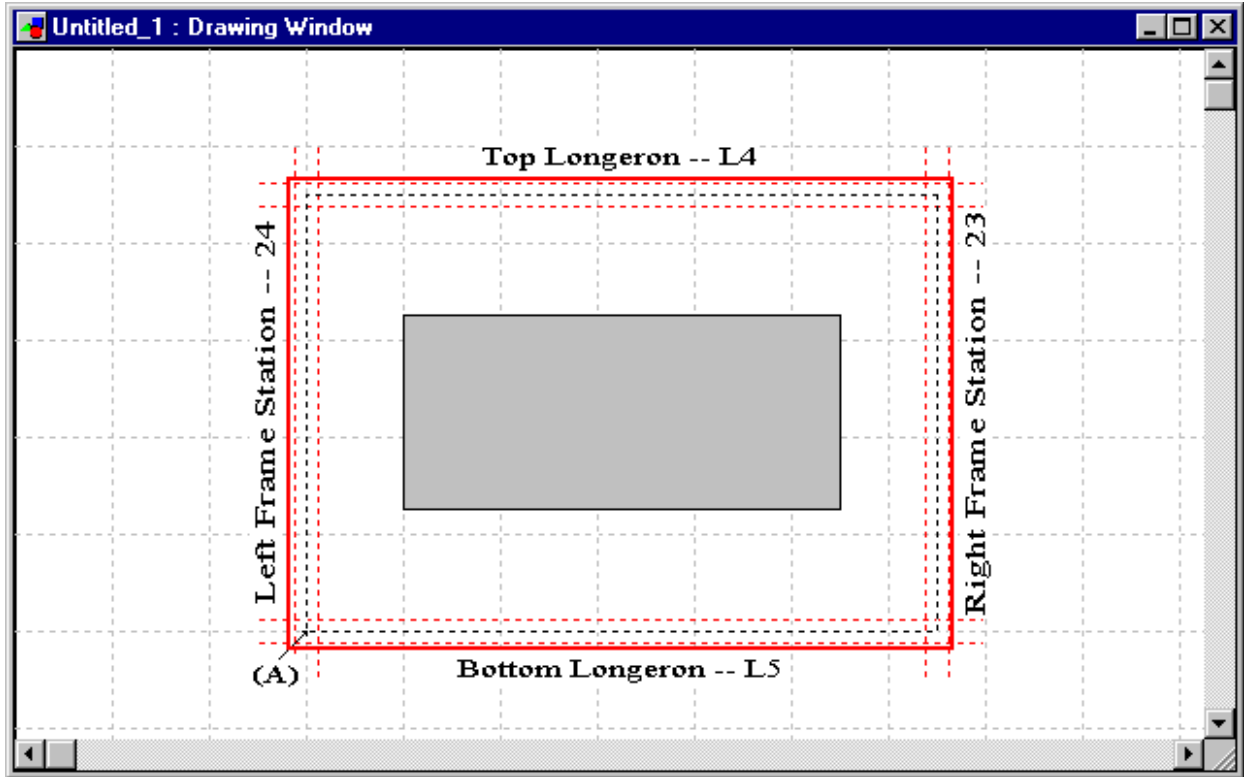 Untitled_1 : Drawing Window
Top Longeron -- L4
Left Frame Station -- 24
Right Frame Station -- 23
(A)
Bottom Longeron -- L5